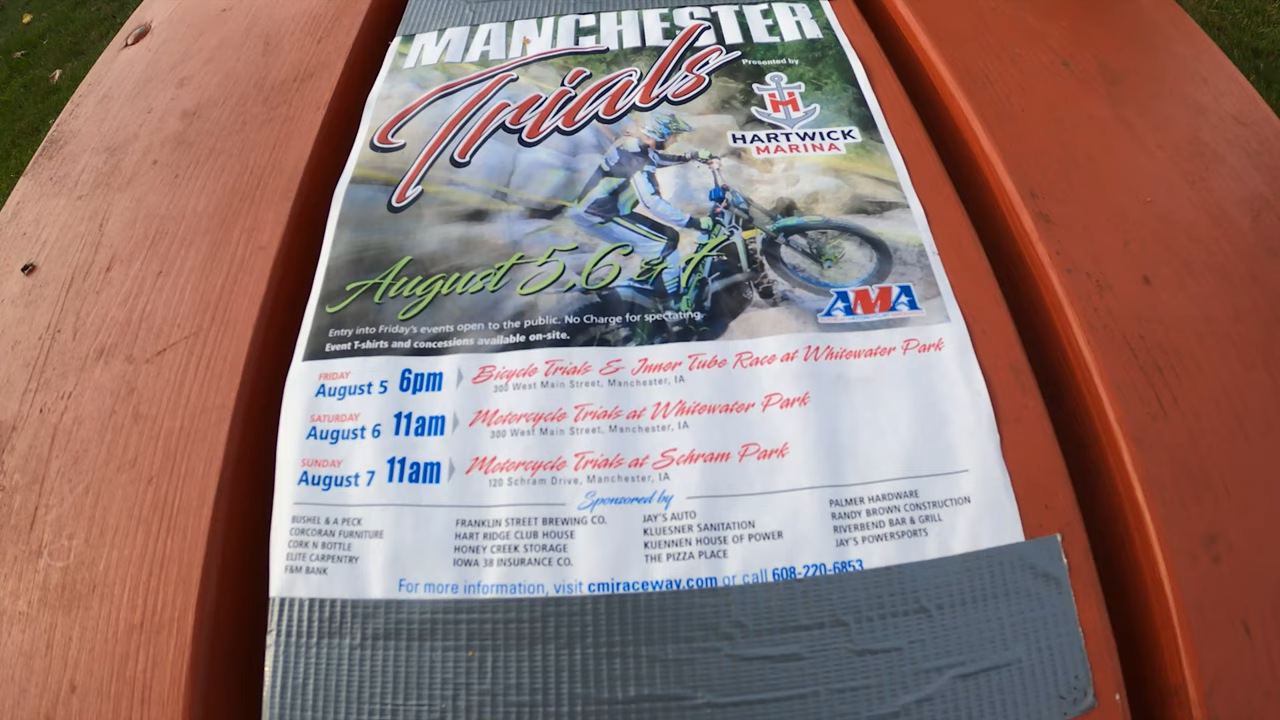 MANCHESTER
Trials
Presented by
H
HARTWICK
MARINA
August 5, 6 & 7
AMA
Entry into Friday's events open to the public. No Charge for spectating.
Event T-shirts and concessions available on-site.
FRIDAY
August 5 6pm Bicycle Trials & Inner Tube Race at Whitewater Park
300 West Main Street, Manchester, IA
SATURDAY
August 6 11am Motorcycle Trials at Whitewater Park
300 West Main Street, Manchester, IA
SUNDAY
August 7 11am Motorcycle Trials at Schram Park
120 Schram Drive, Manchester, IA
Sponsored by
BUSHEL & A PECK
CORCORAN FURNITURE
CORK N BOTTLE
ELITE CARPENTRY
F&M BANK
FRANKLIN STREET BREWING CO.
HART RIDGE CLUB HOUSE
HONEY CREEK STORAGE
IOWA 38 INSURANCE CO.
JAY'S AUTO
KLUESNER SANITATION
KUENNEN HOUSE OF POWER
THE PIZZA PLACE
PALMER HARDWARE
RANDY BROWN CONSTRUCTION
RIVERBEND BAR & GRILL
JAY'S POWERSPORTS
For more information, visit cmjraceway.com or call 608-220-6853